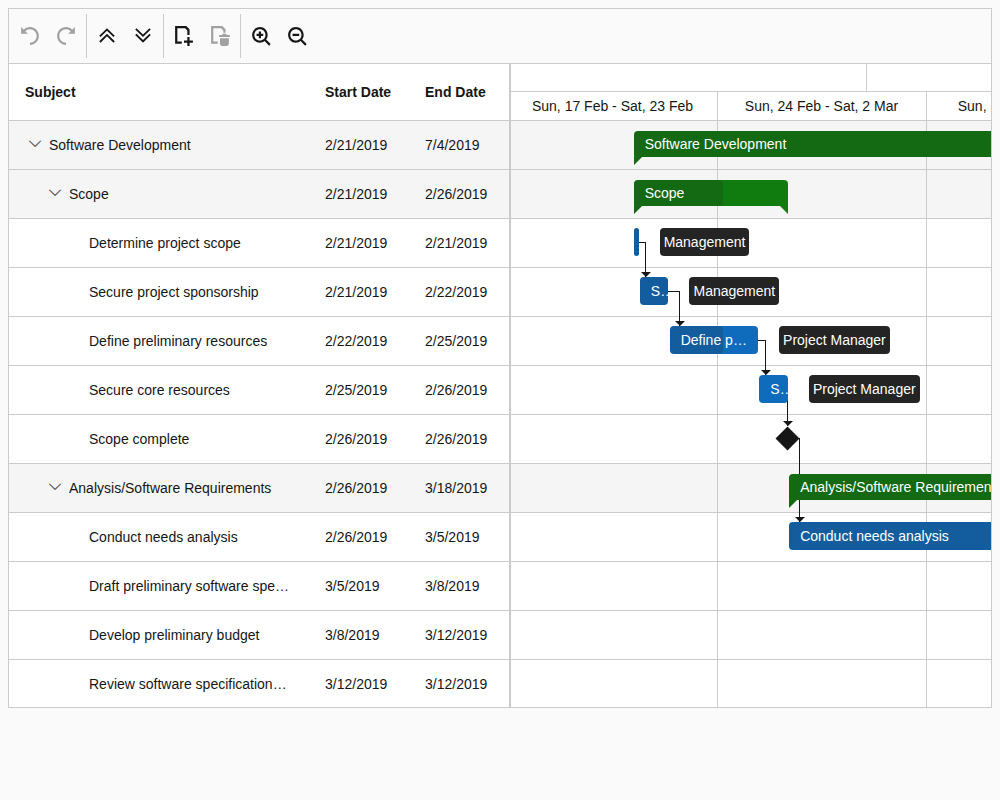 Subject Start Date End Date
Sun, 17 Feb - Sat, 23 Feb Sun, 24 Feb - Sat, 2 Mar Sun,
Software Development 2/21/2019 7/4/2019 Software Development
Scope 2/21/2019 2/26/2019 Scope
Determine project scope 2/21/2019 2/21/2019 Management
Secure project sponsorship 2/21/2019 2/22/2019 S… Management
Define preliminary resources 2/22/2019 2/25/2019 Define p… Project Manager
Secure core resources 2/25/2019 2/26/2019 S… Project Manager
Scope complete 2/26/2019 2/26/2019
Analysis/Software Requirements 2/26/2019 3/18/2019 Analysis/Software Requiremen
Conduct needs analysis 2/26/2019 3/5/2019 Conduct needs analysis
Draft preliminary software spe… 3/5/2019 3/8/2019
Develop preliminary budget 3/8/2019 3/12/2019
Review software specification… 3/12/2019 3/12/2019